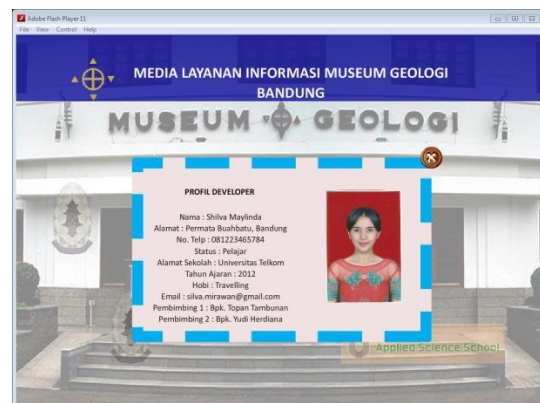 Adobe Flash Player 11
File View Control Help
MEDIA LAYANAN INFORMASI MUSEUM GEOLOGI
BANDUNG
MUSEUM GEOLOGI
PROFIL DEVELOPER
Nama : Shilva Maylinda
Alamat : Permata Buahbatu, Bandung
No. Telp : 081223465784
Status : Pelajar
Alamat Sekolah : Universitas Telkom
Tahun Ajaran : 2012
Hobi : Travelling
Email : silva.mirawan@gmail.com
Pembimbing 1 : Bpk. Topan Tambunan
Pembimbing 2 : Bpk. Yudi Herdiana
Applied Science School